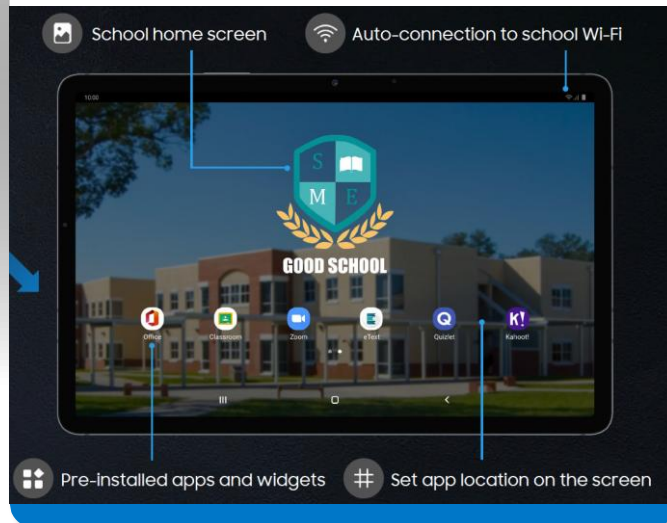 School home screen
Auto-connection to school Wi-Fi
10:00
S
M E
GOOD SCHOOL
Office Classroom Zoom eText Quizlet Kahoot!
Q K!
Pre-installed apps and widgets
Set app location on the screen